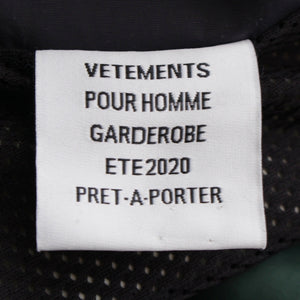 VETEMENTS
POUR HOMME
GARDEROBE
ETE2020
PRET-A-PORTER